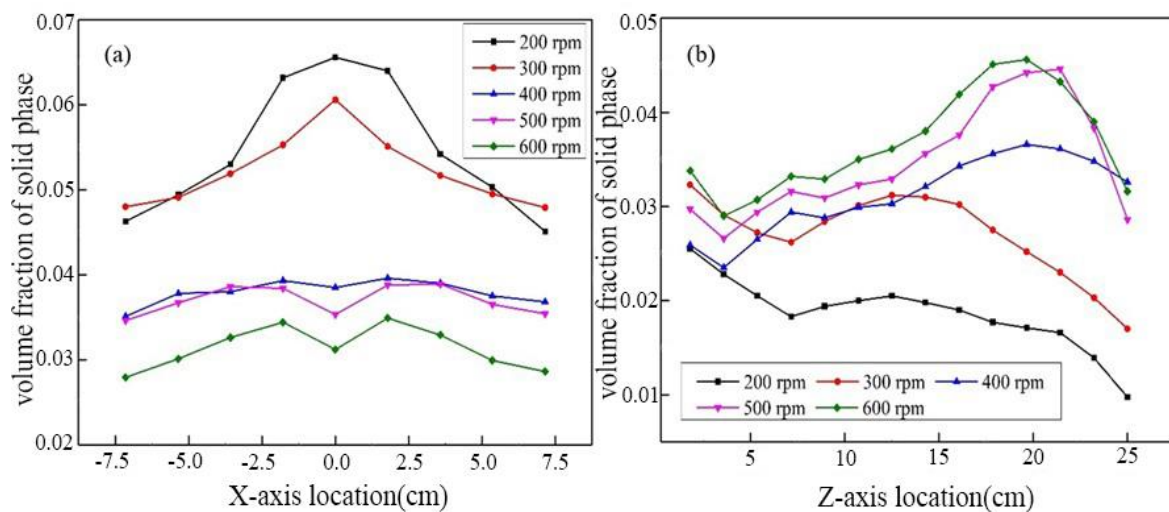 (a)
volume fraction of solid phase
0.07
0.06
0.05
0.04
0.03
0.02
-7.5 -5.0 -2.5 0.0 2.5 5.0 7.5
X-axis location(cm)
200 rpm
300 rpm
400 rpm
500 rpm
600 rpm
(b)
volume fraction of solid phase
0.05
0.04
0.03
0.02
0.01
5 10 15 20 25
Z-axis location(cm)
200 rpm 300 rpm 400 rpm
500 rpm 600 rpm